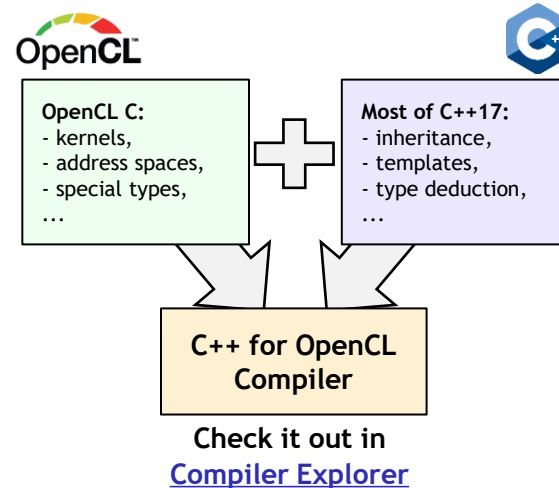 OpenCL™
C+
OpenCL C:
- kernels,
- address spaces,
- special types,
...
Most of C++17:
- inheritance,
- templates,
- type deduction,
...
C++ for OpenCL
Compiler
Check it out in
Compiler Explorer